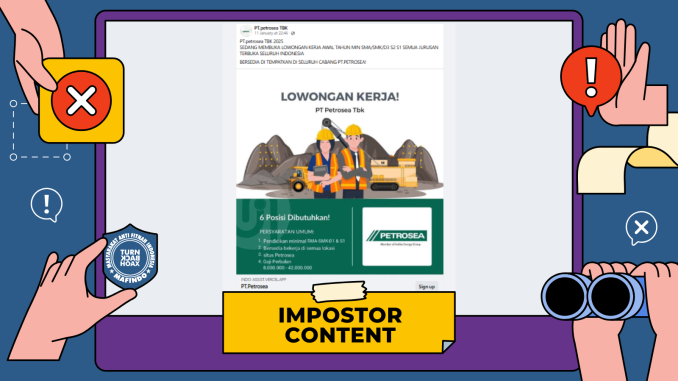 PT.petrosea TBK
11 January at 22:46
PT.petrosea TBK 2025
SEDANG MEMBUKA LOWONGAN KERJA AWAL TAHUN MIN SMA/SMK/D3 S2 S1 SEMUA JURUSAN
TERBUKA SELURUH INDONESIA
BERSEDIA DI TEMPATKAN DI SELURUH CABANG PT.PETROSEA
LOWONGAN KERJA!
PT Petrosea Tbk
6 Posisi Dibutuhkan!
PERSYARATAN UMUM:
1. Pendidikan minimal SMA-SMK-D1 & S1
2. Bersedia bekerja di semua lokasi
3. situs Petrosea
4. Gaji Perbulan
8.000.000 - 42.000.000
PETROSEA
Member of Indika Energy Group
PT.Petrosea
Sign up
MASYARAKAT ANTI FITNAH INDONESIA
TURN
BACK
HOAX
MAFINDO
IMPOSTOR
CONTENT